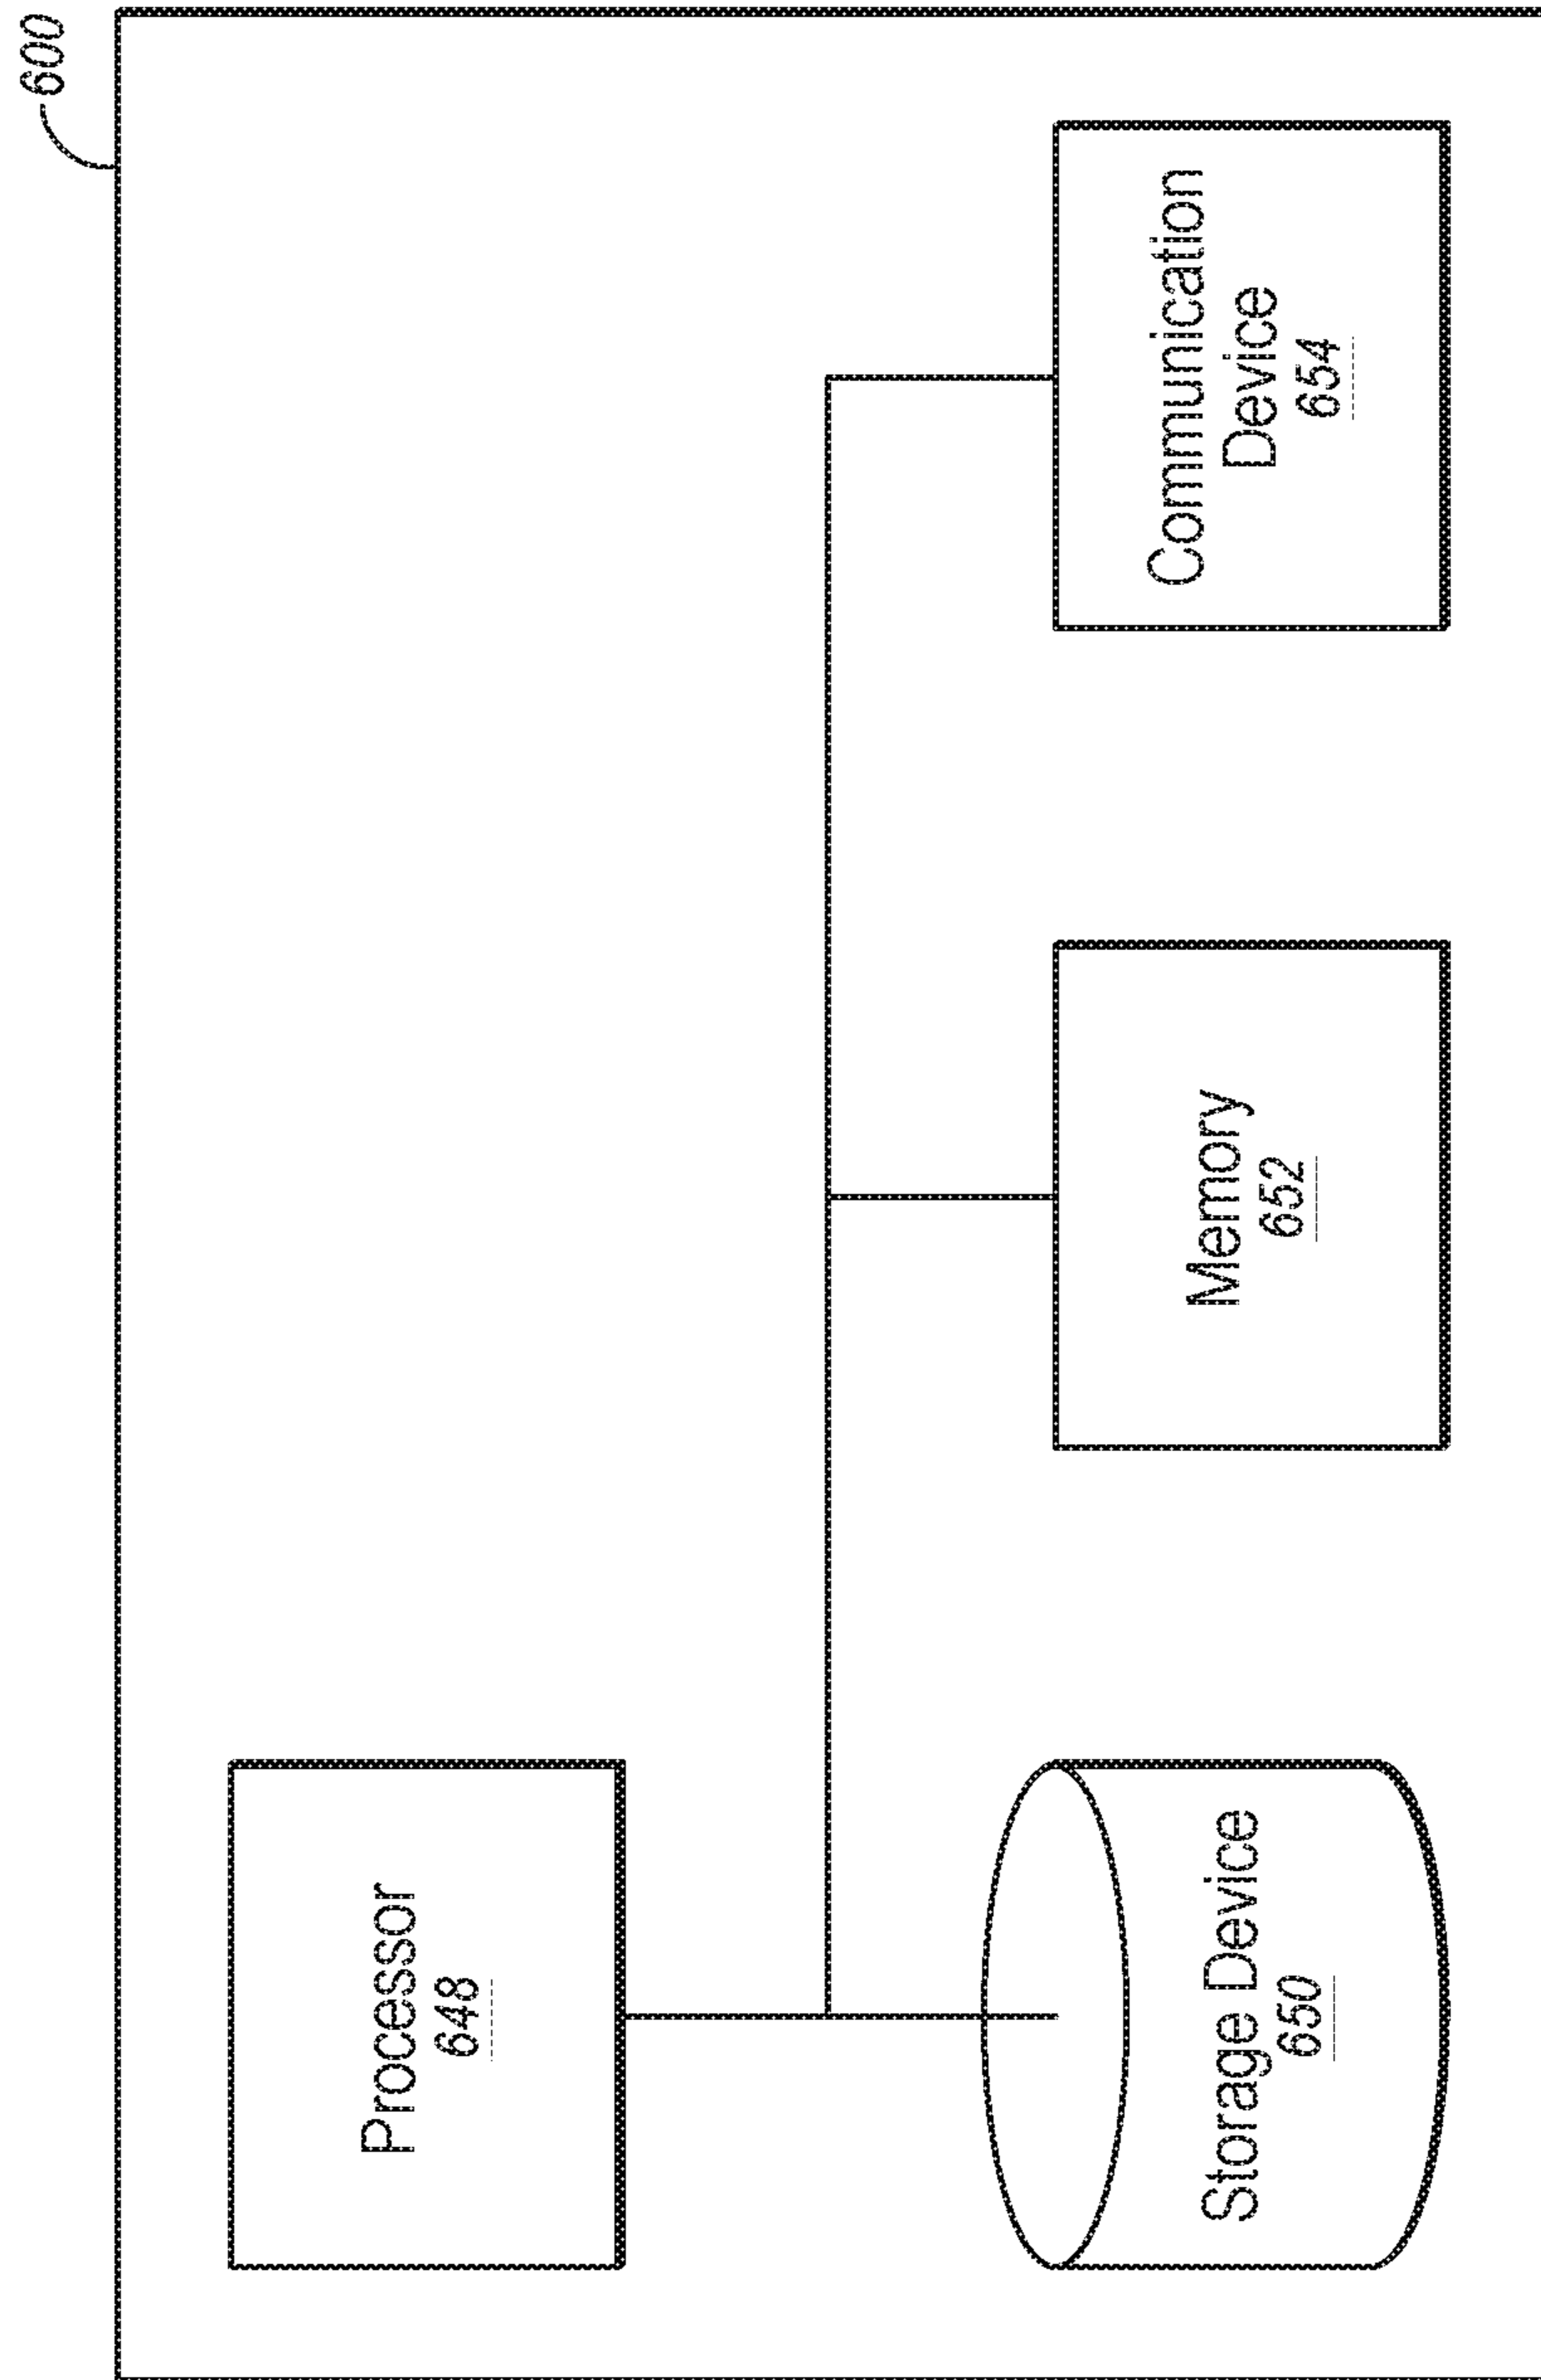 600
Processor
648
Storage Device
650
Memory
652
Communication
Device
654